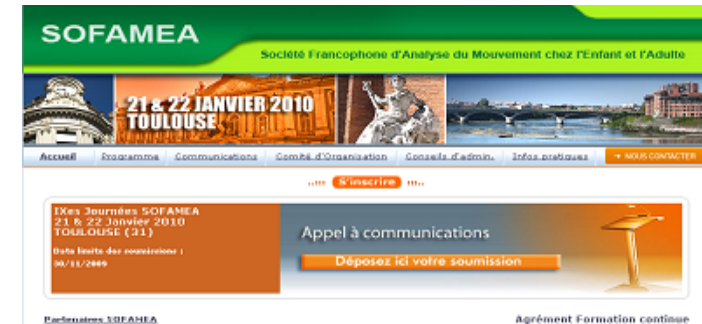 SOFAMEA
Société Francophone d'Analyse du Mouvement chez l'Enfant et l'Adulte
21 & 22 JANVIER 2010
TOULOUSE
Accueil Programme Communications Comité d'Organisation Conseils d'admin. Infos pratiques → NOUS CONTACTER
..::: S'inscrire :::..
IXes Journées SOFAMEA
21 & 22 Janvier 2010
TOULOUSE (31)
Date limite des soumissions :
30/11/2009
Appel à communications
Déposez ici votre soumission
Partenaires SOFAMEA Agrément Formation continue